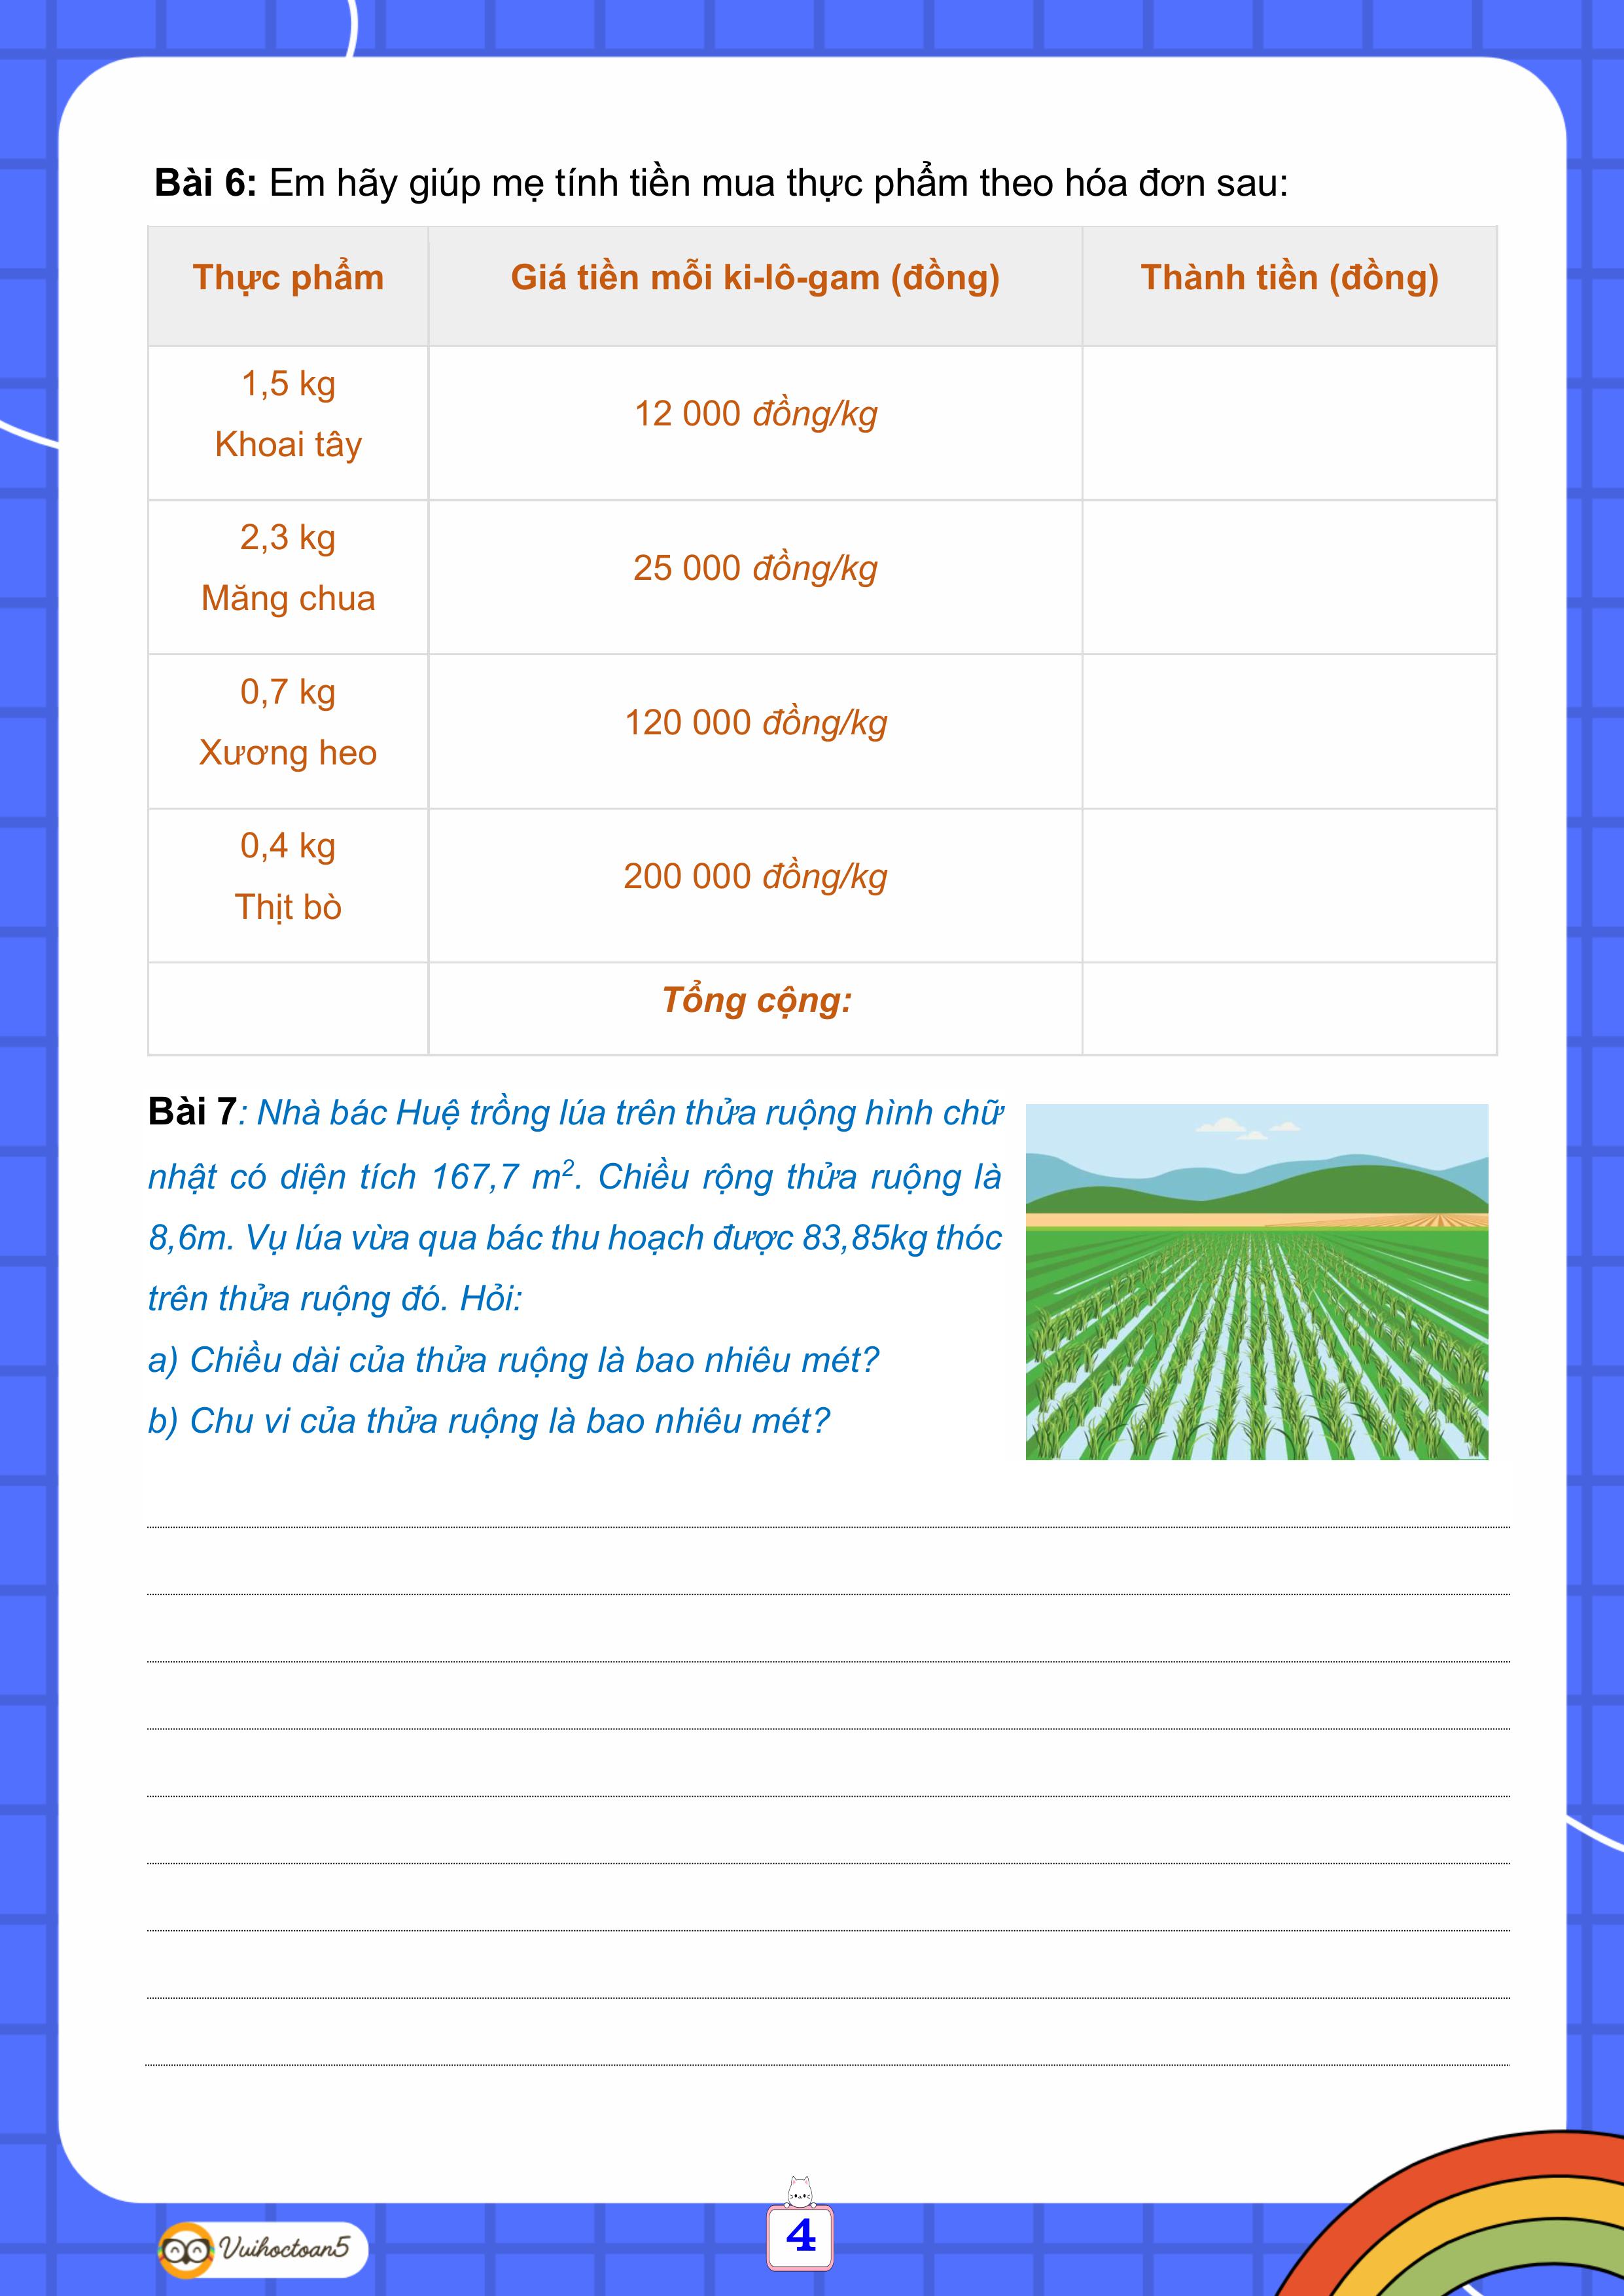 Bài 6: Em hãy giúp mẹ tính tiền mua thực phẩm theo hóa đơn sau:
Thực phẩm Giá tiền mỗi ki-lô-gam (đồng) Thành tiền (đồng)
1,5 kg
Khoai tây
12 000 đồng/kg
2,3 kg
Măng chua
25 000 đồng/kg
0,7 kg
Xương heo
120 000 đồng/kg
0,4 kg
Thịt bò
200 000 đồng/kg
Tổng cộng:
Bài 7: Nhà bác Huệ trồng lúa trên thửa ruộng hình chữ
nhật có diện tích 167,7 m². Chiều rộng thửa ruộng là
8,6m. Vụ lúa vừa qua bác thu hoạch được 83,85kg thóc
trên thửa ruộng đó. Hỏi:
a) Chiều dài của thửa ruộng là bao nhiêu mét?
b) Chu vi của thửa ruộng là bao nhiêu mét?
Vuihoctoan5
4